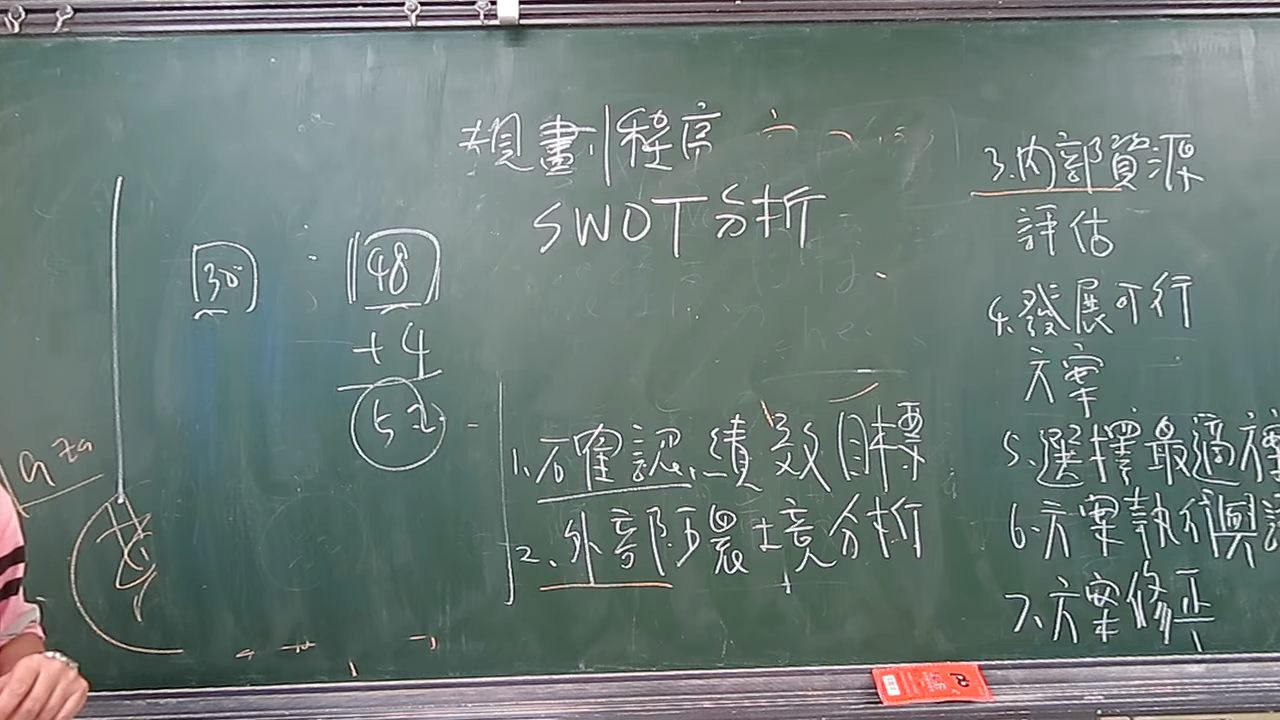 規劃程序
SWOT分析
30
48
+4
52
1.確認績效目標
2.外部環境分析
3.內部資源
評估
4.發展可行
方案
5.選擇最適方
6.方案執行與
7.方案修正